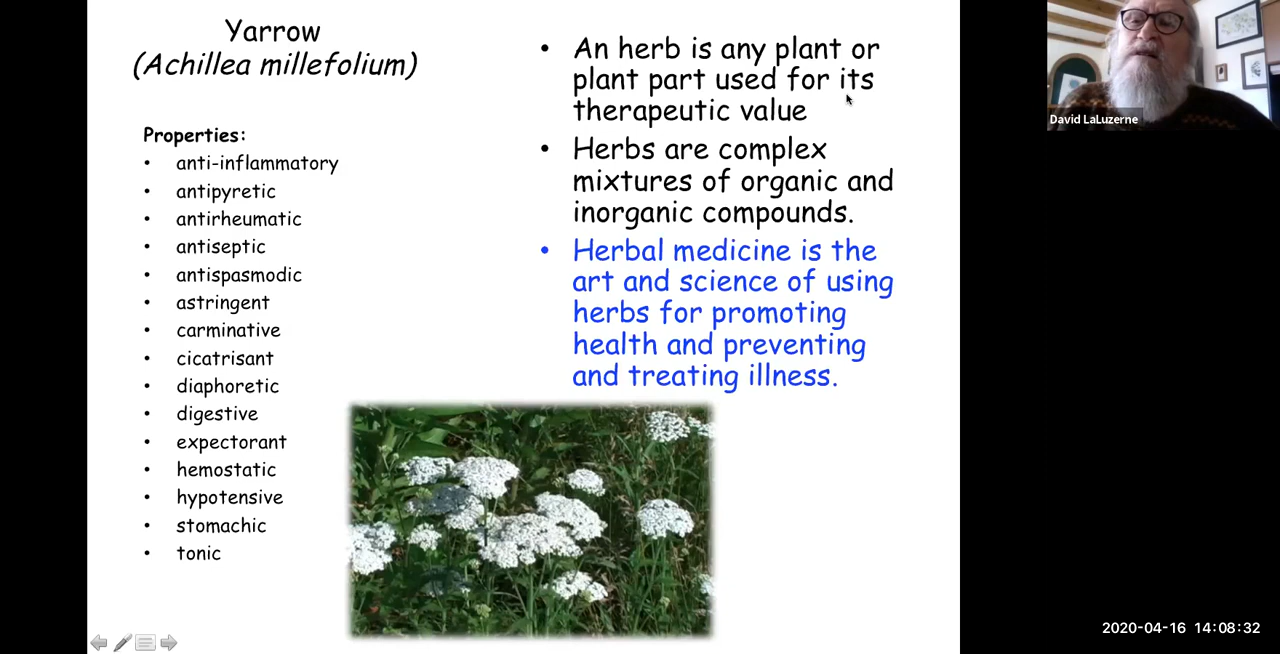 Yarrow
(Achillea millefolium)
Properties:
• anti-inflammatory
• antipyretic
• antirheumatic
• antiseptic
• antispasmodic
• astringent
• carminative
• cicatrisant
• diaphoretic
• digestive
• expectorant
• hemostatic
• hypotensive
• stomachic
• tonic
• An herb is any plant or
plant part used for its
therapeutic value
• Herbs are complex
mixtures of organic and
inorganic compounds.
• Herbal medicine is the
art and science of using
herbs for promoting
health and preventing
and treating illness.
David LaLuzerne
2020-04-16 14:08:32